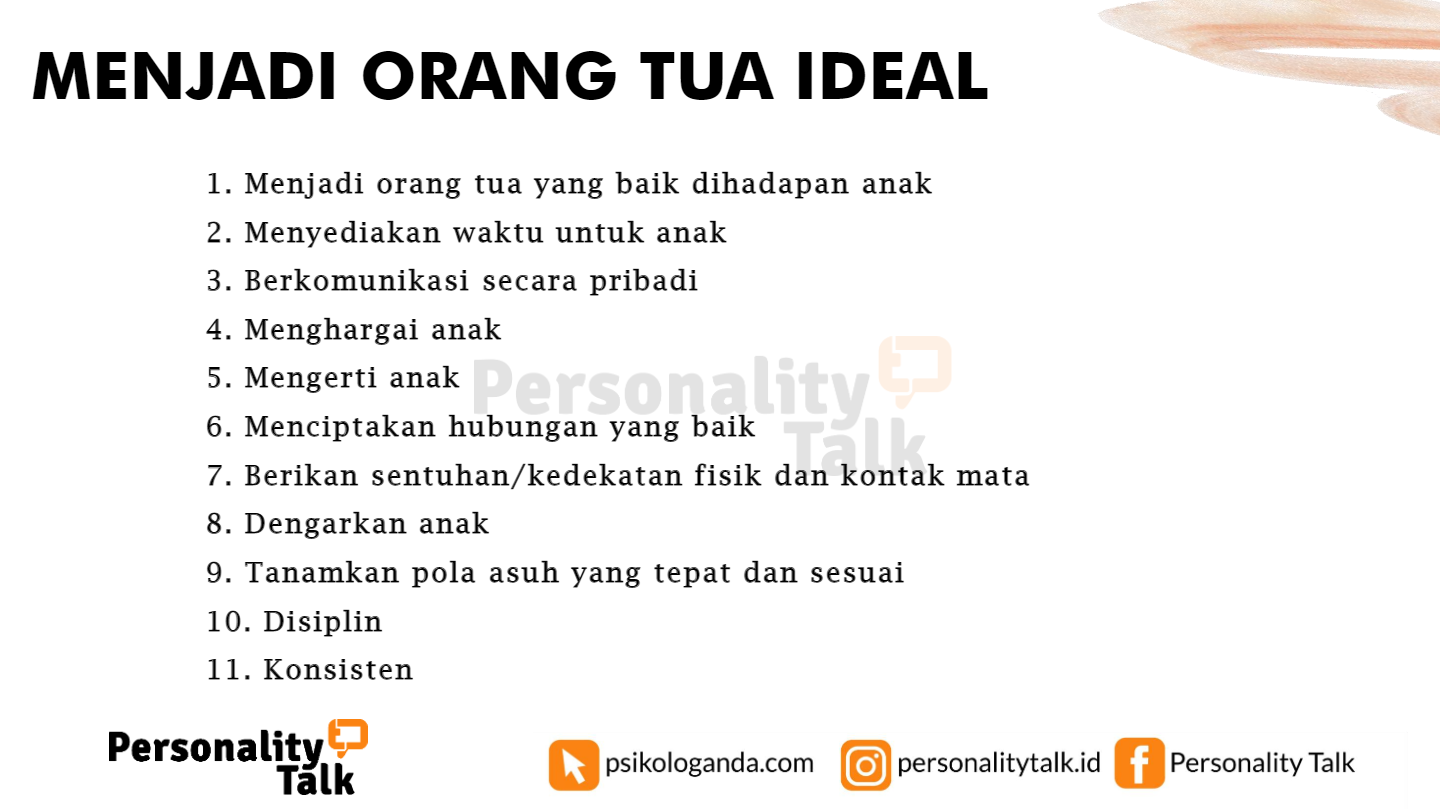 MENJADI ORANG TUA IDEAL
1. Menjadi orang tua yang baik dihadapan anak
2. Menyediakan waktu untuk anak
3. Berkomunikasi secara pribadi
4. Menghargai anak
5. Mengerti anak
6. Menciptakan hubungan yang baik
7. Berikan sentuhan/kedekatan fisik dan kontak mata
8. Dengarkan anak
9. Tanamkan pola asuh yang tepat dan sesuai
10. Disiplin
11. Konsisten
Personality
Talk
Personality
Talk
psikologanda.com
personalitytalk.id
Personality Talk